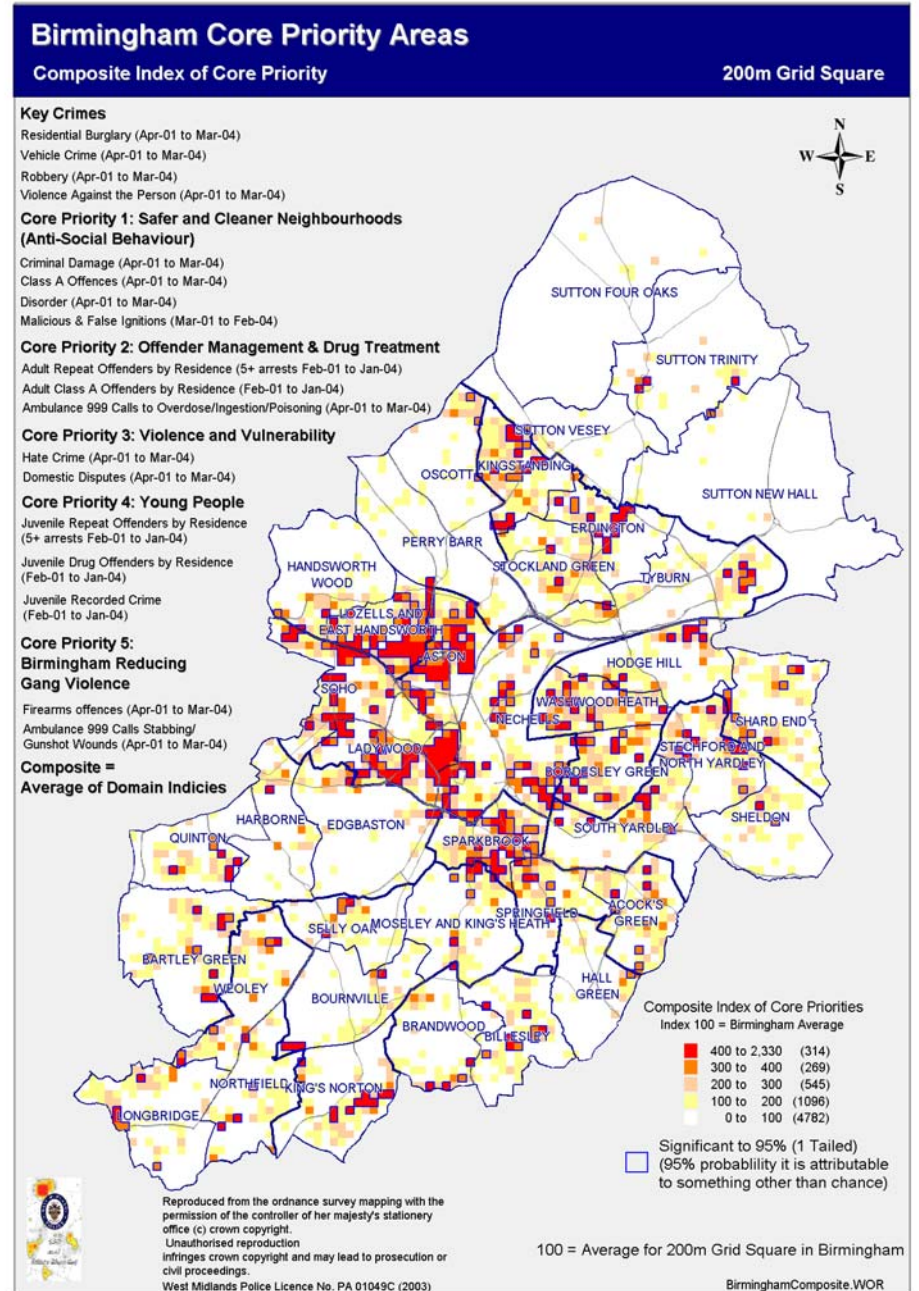 Birmingham Core Priority Areas
Composite Index of Core Priority
200m Grid Square
Key Crimes
Residential Burglary (Apr-01 to Mar-04)
Vehicle Crime (Apr-01 to Mar-04)
Robbery (Apr-01 to Mar-04)
Violence Against the Person (Apr-01 to Mar-04)
Core Priority 1: Safer and Cleaner Neighbourhoods
(Anti-Social Behaviour)
Criminal Damage (Apr-01 to Mar-04)
Class A Offences (Apr-01 to Mar-04)
Disorder (Apr-01 to Mar-04)
Malicious & False Ignitions (Mar-01 to Feb-04)
Core Priority 2: Offender Management & Drug Treatment
Adult Repeat Offenders by Residence (5+ arrests Feb-01 to Jan-04)
Adult Class A Offenders by Residence (Feb-01 to Jan-04)
Ambulance 999 Calls to Overdose/Ingestion/Poisoning (Apr-01 to Mar-04)
Core Priority 3: Violence and Vulnerability
Hate Crime (Apr-01 to Mar-04)
Domestic Disputes (Apr-01 to Mar-04)
Core Priority 4: Young People
Juvenile Repeat Offenders by Residence
(5+ arrests Feb-01 to Jan-04)
Juvenile Drug Offenders by Residence
(Feb-01 to Jan-04)
Juvenile Recorded Crime
(Feb-01 to Jan-04)
Core Priority 5:
Birmingham Reducing
Gang Violence
Firearms offences (Apr-01 to Mar-04)
Ambulance 999 Calls Stabbing/
Gunshot Wounds (Apr-01 to Mar-04)
Composite =
Average of Domain Indicies
N
W E
S
SUTTON FOUR OAKS
SUTTON TRINITY
SUTTON VESEY
KINGSTANDING
OSCOTT
SUTTON NEW HALL
ERDINGTON
PERRY BARR
STOCKLAND GREEN
HANDSWORTH
WOOD
TYBURN
LOZELLS AND
EAST HANDSWORTH
ASTON
HODGE HILL
SOHO
WASHWOOD HEATH
NECHELLS
SHARD END
LADYWOOD
STECHFORD AND
NORTH YARDLEY
BORDESLEY GREEN
HARBORNE
EDGBASTON
SHELDON
SOUTH YARDLEY
QUINTON
SPARKBROOK
SPRINGFIELD
ACOCK'S
GREEN
SELLY OAK
MOSELEY AND KING'S HEATH
BARTLEY GREEN
WEOLEY
HALL
GREEN
BOURNVILLE
BRANDWOOD
BILLESLEY
NORTHFIELD
KING'S NORTON
LONGBRIDGE
Composite Index of Core Priorities
Index 100 = Birmingham Average
400 to 2,330 (314)
300 to 400 (269)
200 to 300 (545)
100 to 200 (1096)
0 to 100 (4782)
Significant to 95% (1 Tailed)
(95% probablility it is attributable
to something other than chance)
Reproduced from the ordnance survey mapping with the
permission of the controller of her majesty's stationery
office (c) crown copyright.
Unauthorised reproduction
infringes crown copyright and may lead to prosecution or
civil proceedings.
West Midlands Police Licence No. PA 01049C (2003)
100 = Average for 200m Grid Square in Birmingham
BirminghamComposite.WOR